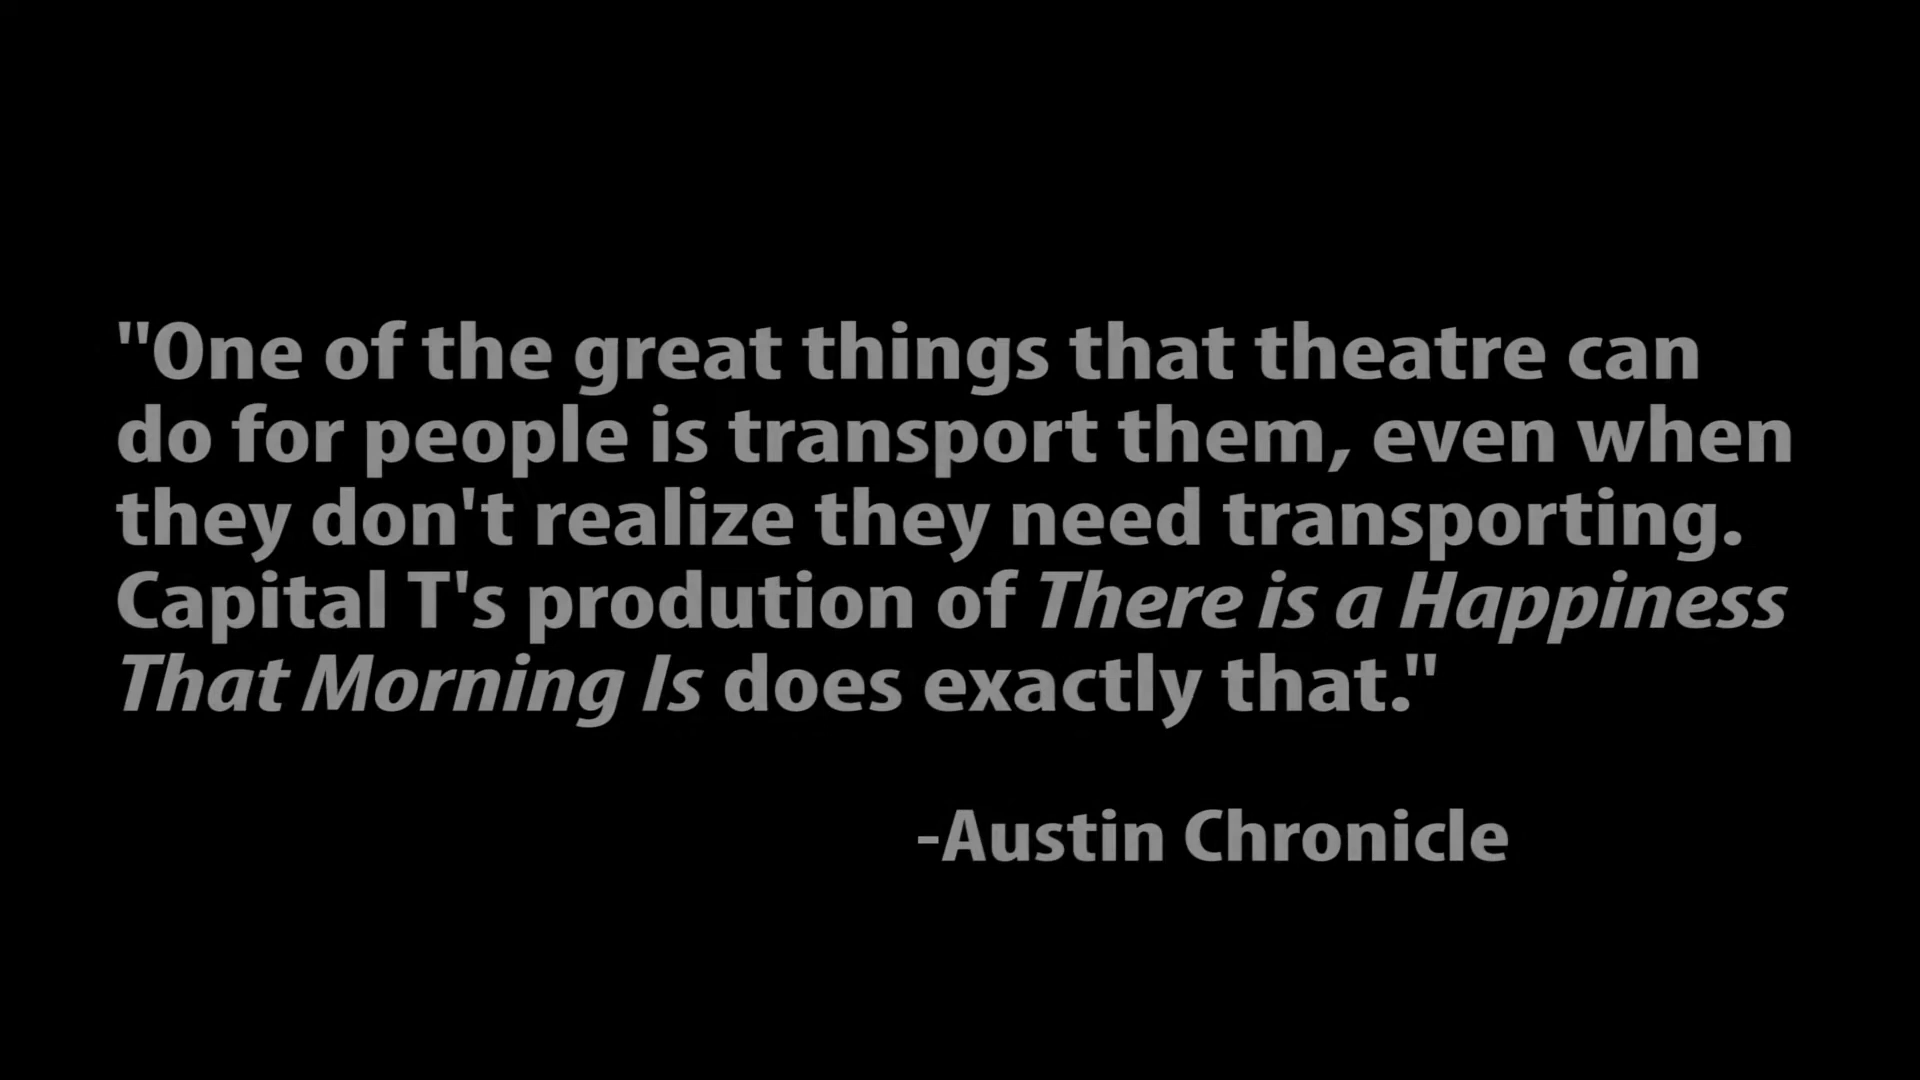 "One of the great things that theatre can
do for people is transport them, even when
they don't realize they need transporting.
Capital T's prodution of There is a Happiness
That Morning Is does exactly that."
-Austin Chronicle